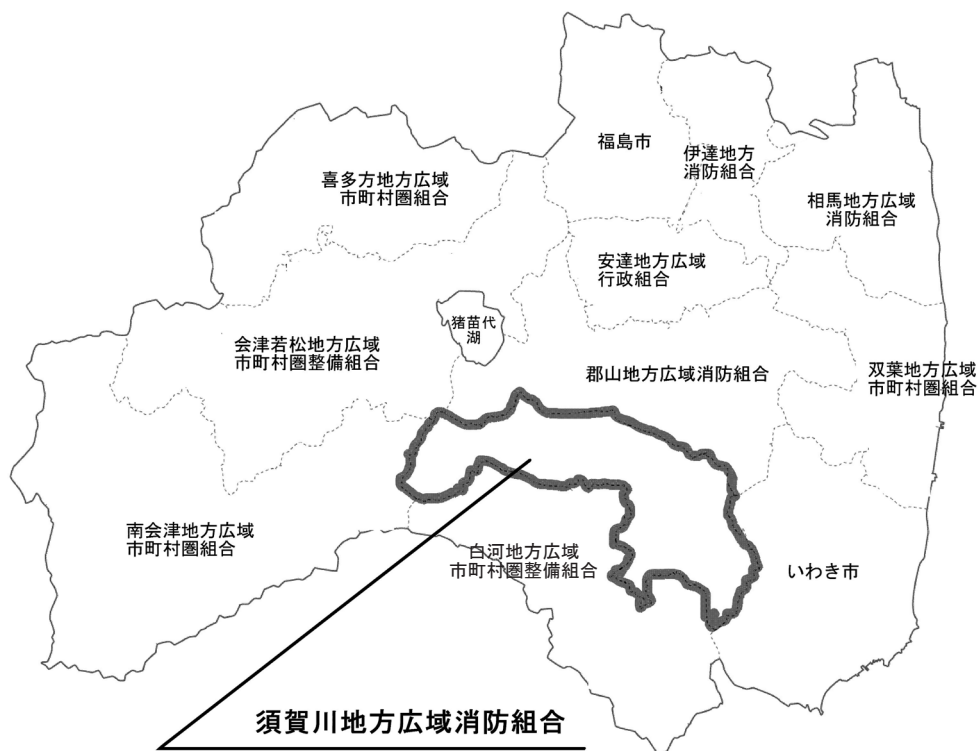 福島市
伊達地方
消防組合
喜多方地方広域
市町村圏組合
相馬地方広域
消防組合
安達地方広域
行政組合
猪苗代
湖
会津若松地方広域
市町村圏整備組合
郡山地方広域消防組合
双葉地方広域
市町村圏組合
南会津地方広域
市町村圏組合
白河地方広域
市町村圏整備組合
いわき市
須賀川地方広域消防組合